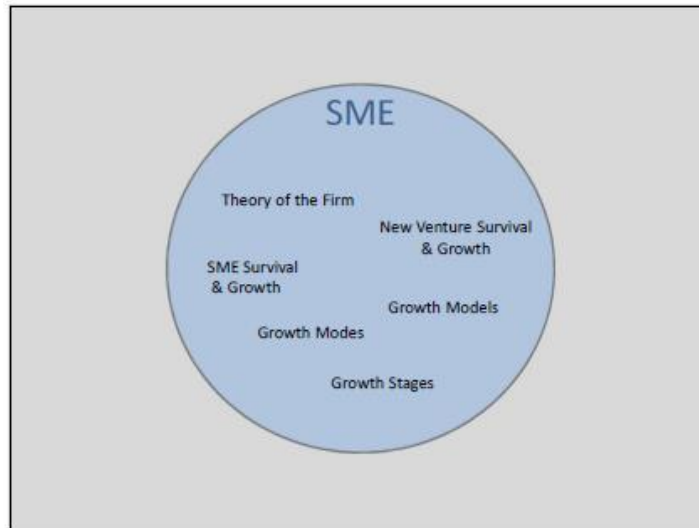 SME
Theory of the Firm
New Venture Survival
& Growth
SME Survival
& Growth
Growth Models
Growth Modes
Growth Stages